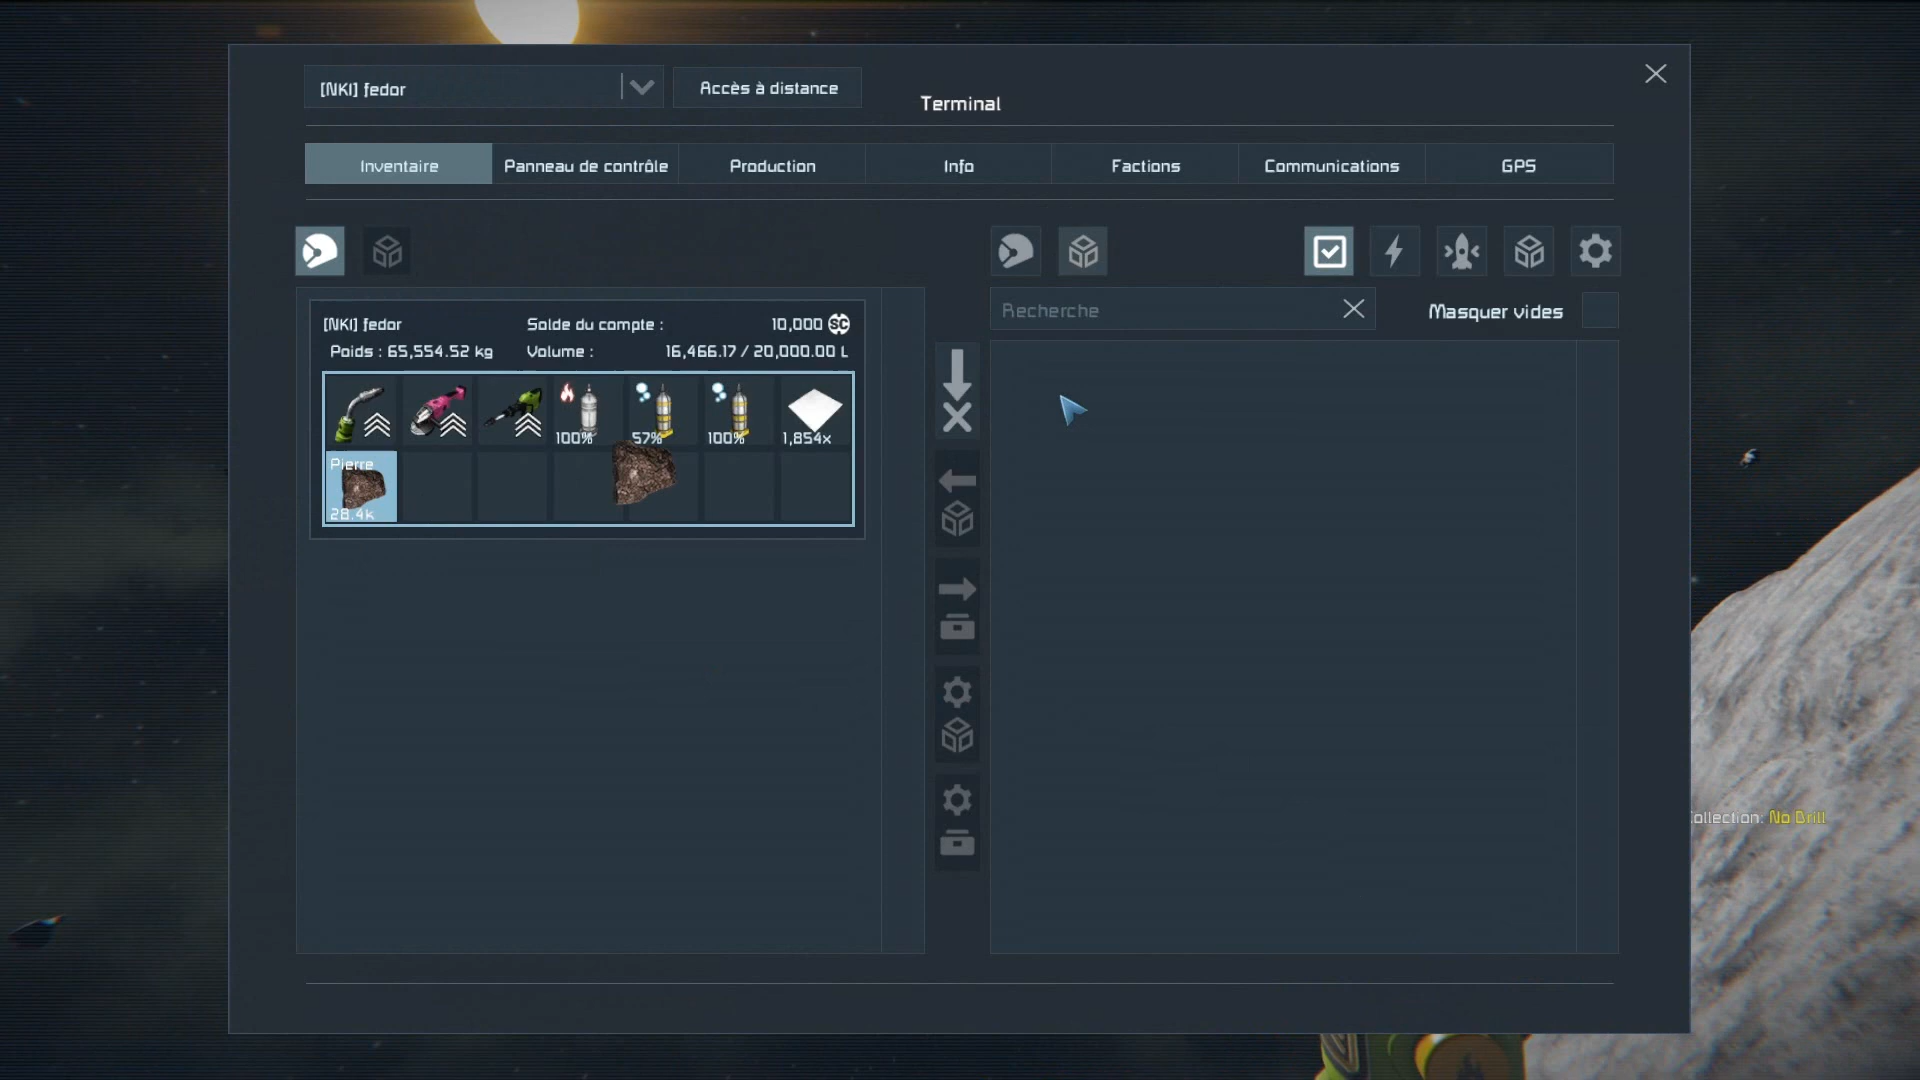 [NKI] fedor
Accès à distance
Terminal
Inventaire
Panneau de contrôle
Production
Info
Factions
Communications
GPS
[NKI] fedor
Solde du compte :
10,000 SC
Poids : 65,554.52 kg
Volume :
16,466.17 / 20,000.00 L
100%
57%
100%
1,854x
Pierre
28.4k
Recherche
Masquer vides
ollection: No Drill